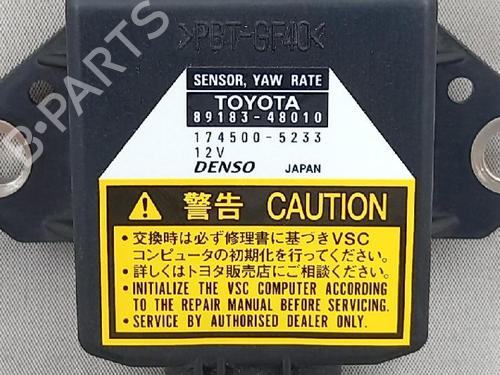 >PBT-GF40<
SENSOR, YAW RATE
TOYOTA
89183-48010
174500-5233
12V
DENSO JAPAN
警告 CAUTION
•交換時は必ず修理書に基づきVSC
コンピュータの初期化を行ってください。
•詳しくはトヨタ販売店にご相談ください。
•INITIALIZE THE VSC COMPUTER ACCORDING
TO THE REPAIR MANUAL BEFORE SERVICING.
•SERVICE BY AUTHORISED DEALER ONLY.
B-PARTS